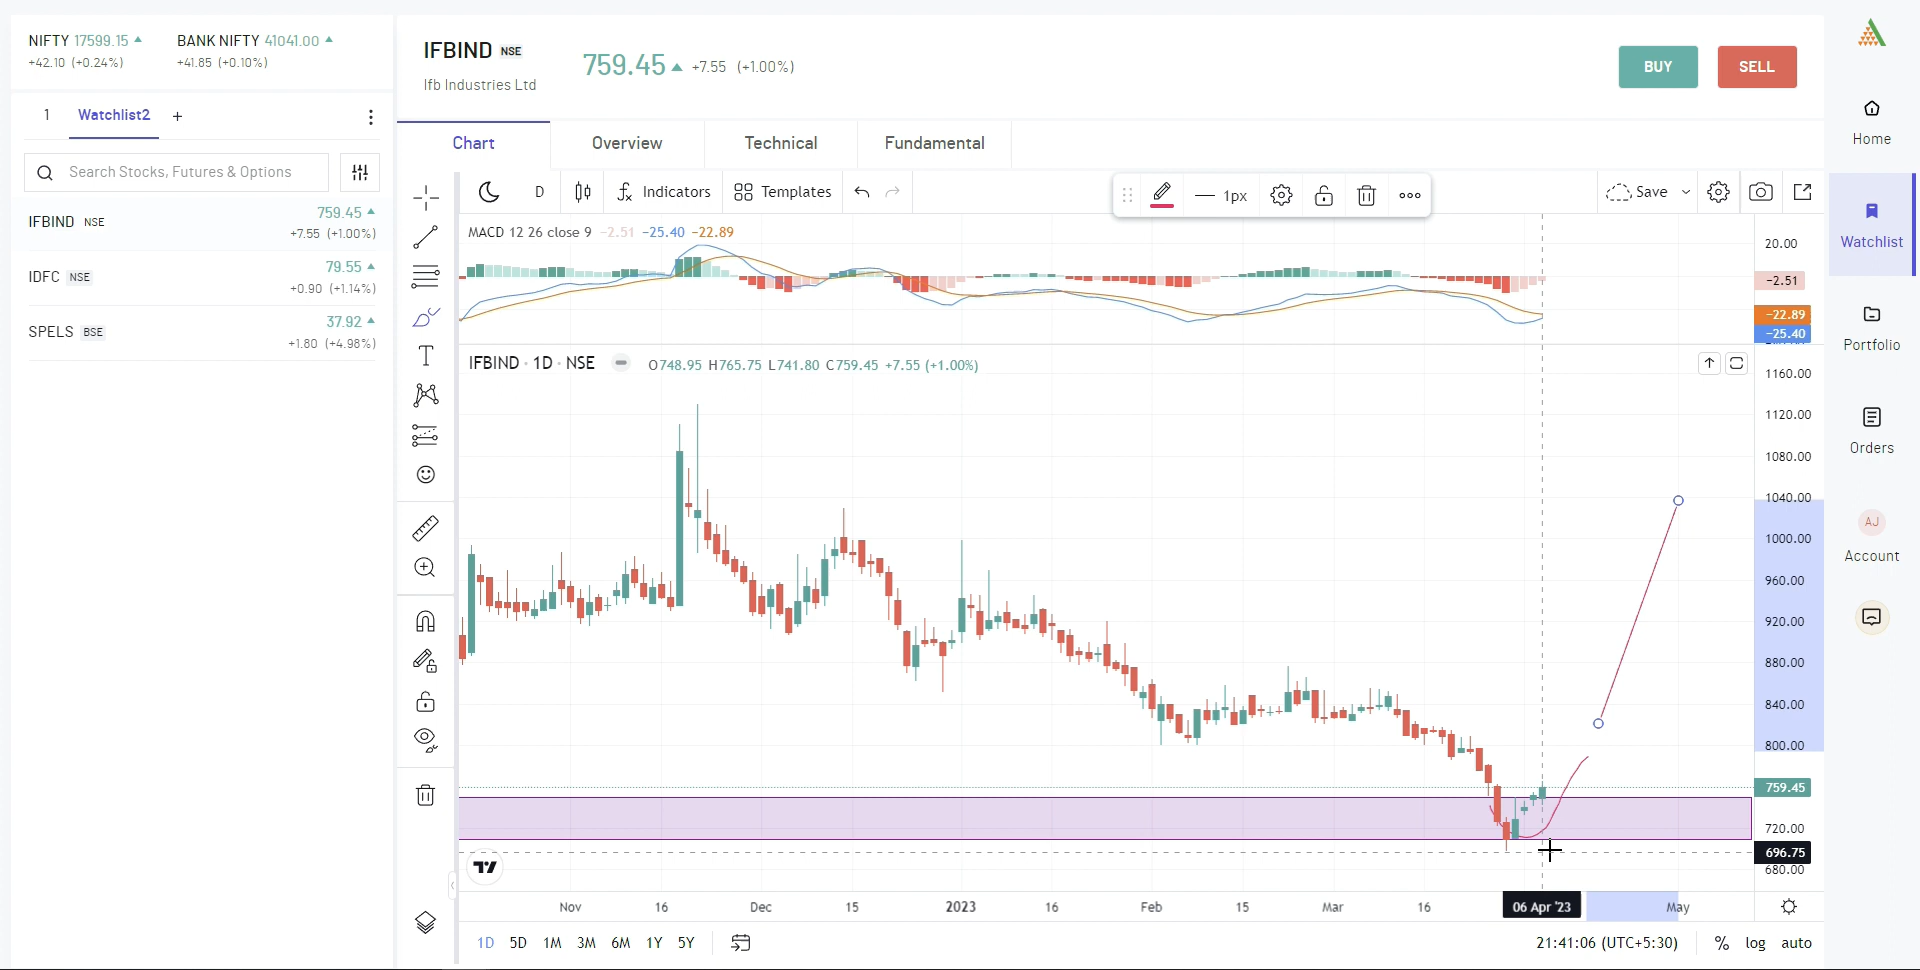 NIFTY 17599.15
+42.10 (+0.24%)
BANK NIFTY 41041.00
+41.85 (+0.10%)
1 Watchlist2 +
Search Stocks, Futures & Options
IFBIND NSE 759.45
+7.55 (+1.00%)
IDFC NSE 79.55
+0.90 (+1.14%)
SPELS BSE 37.92
+1.80 (+4.98%)
IFBIND NSE
Ifb Industries Ltd
759.45 +7.55 (+1.00%)
BUY SELL
Chart Overview Technical Fundamental
D Indicators Templates 1px Save
MACD 12 26 close 9 −2.51 −25.40 −22.89
20.00
−2.51
−22.89
−25.40
IFBIND · 1D · NSE O748.95 H765.75 L741.80 C759.45 +7.55 (+1.00%)
1160.00
1120.00
1080.00
1040.00
1000.00
960.00
920.00
880.00
840.00
800.00
759.45
720.00
696.75
680.00
Nov 16 Dec 15 2023 16 Feb 15 Mar 16 06 Apr '23 May
1D 5D 1M 3M 6M 1Y 5Y 21:41:06 (UTC+5:30) % log auto
Home
Watchlist
Portfolio
Orders
AJ
Account